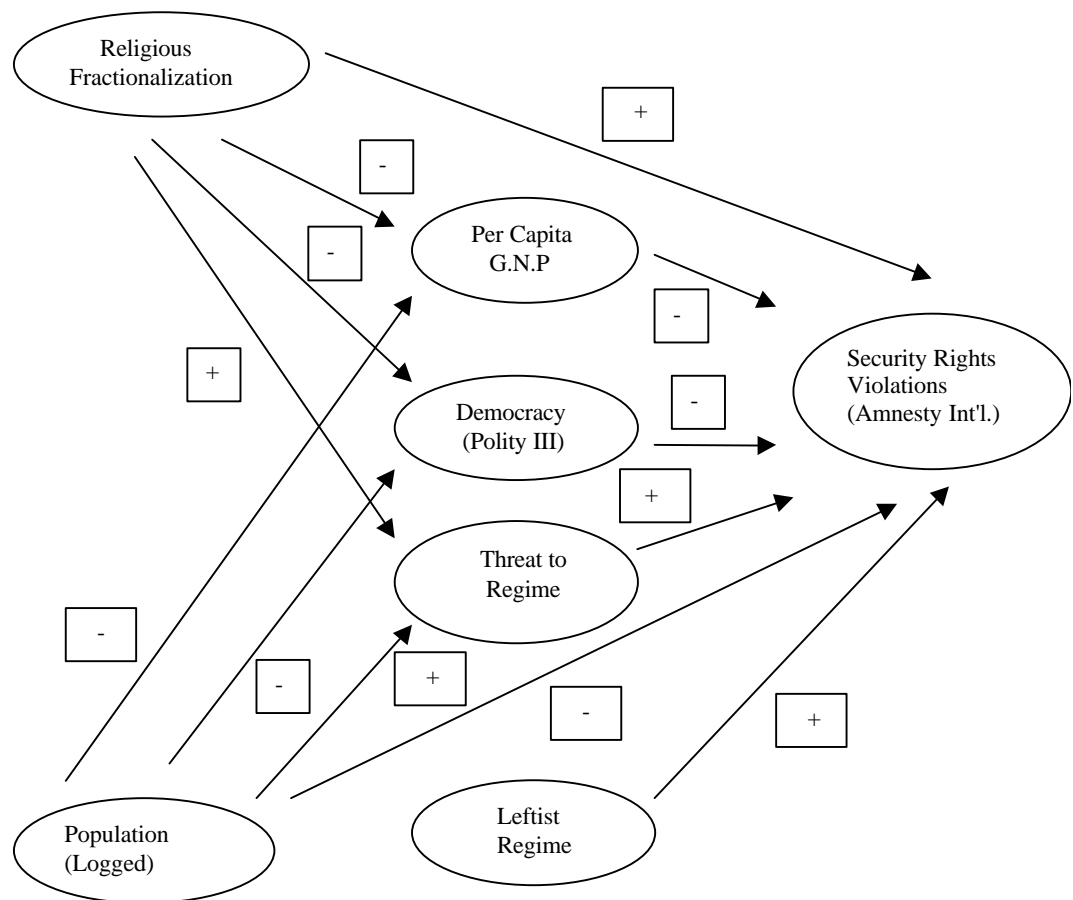 Religious
Fractionalization
+
-
-
Per Capita
G.N.P
-
+
Security Rights
Violations
(Amnesty Int'l.)
-
Democracy
(Polity III)
+
Threat to
Regime
-
-
+
-
+
Population
(Logged)
Leftist
Regime